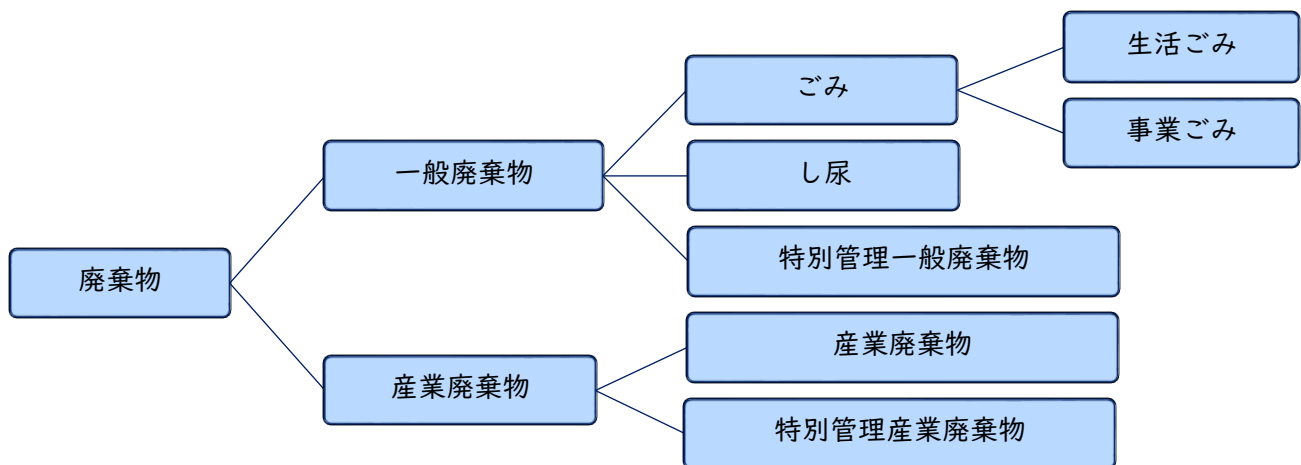 廃棄物
一般廃棄物
ごみ
生活ごみ
事業ごみ
し尿
特別管理一般廃棄物
産業廃棄物
産業廃棄物
特別管理産業廃棄物